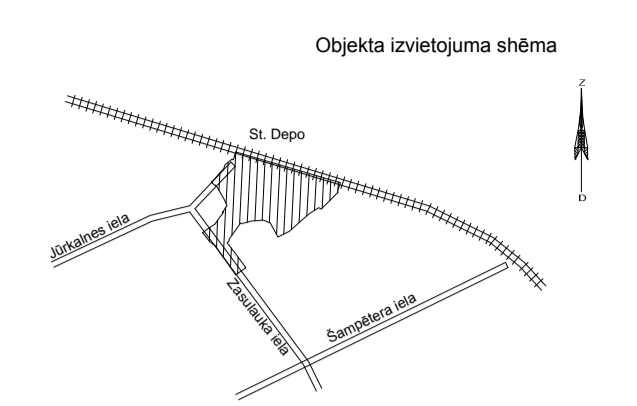 Objekta izvietojuma shēma
Z
St. Depo
D
Jūrkalnes iela
Zasulauka iela
Šampētera iela